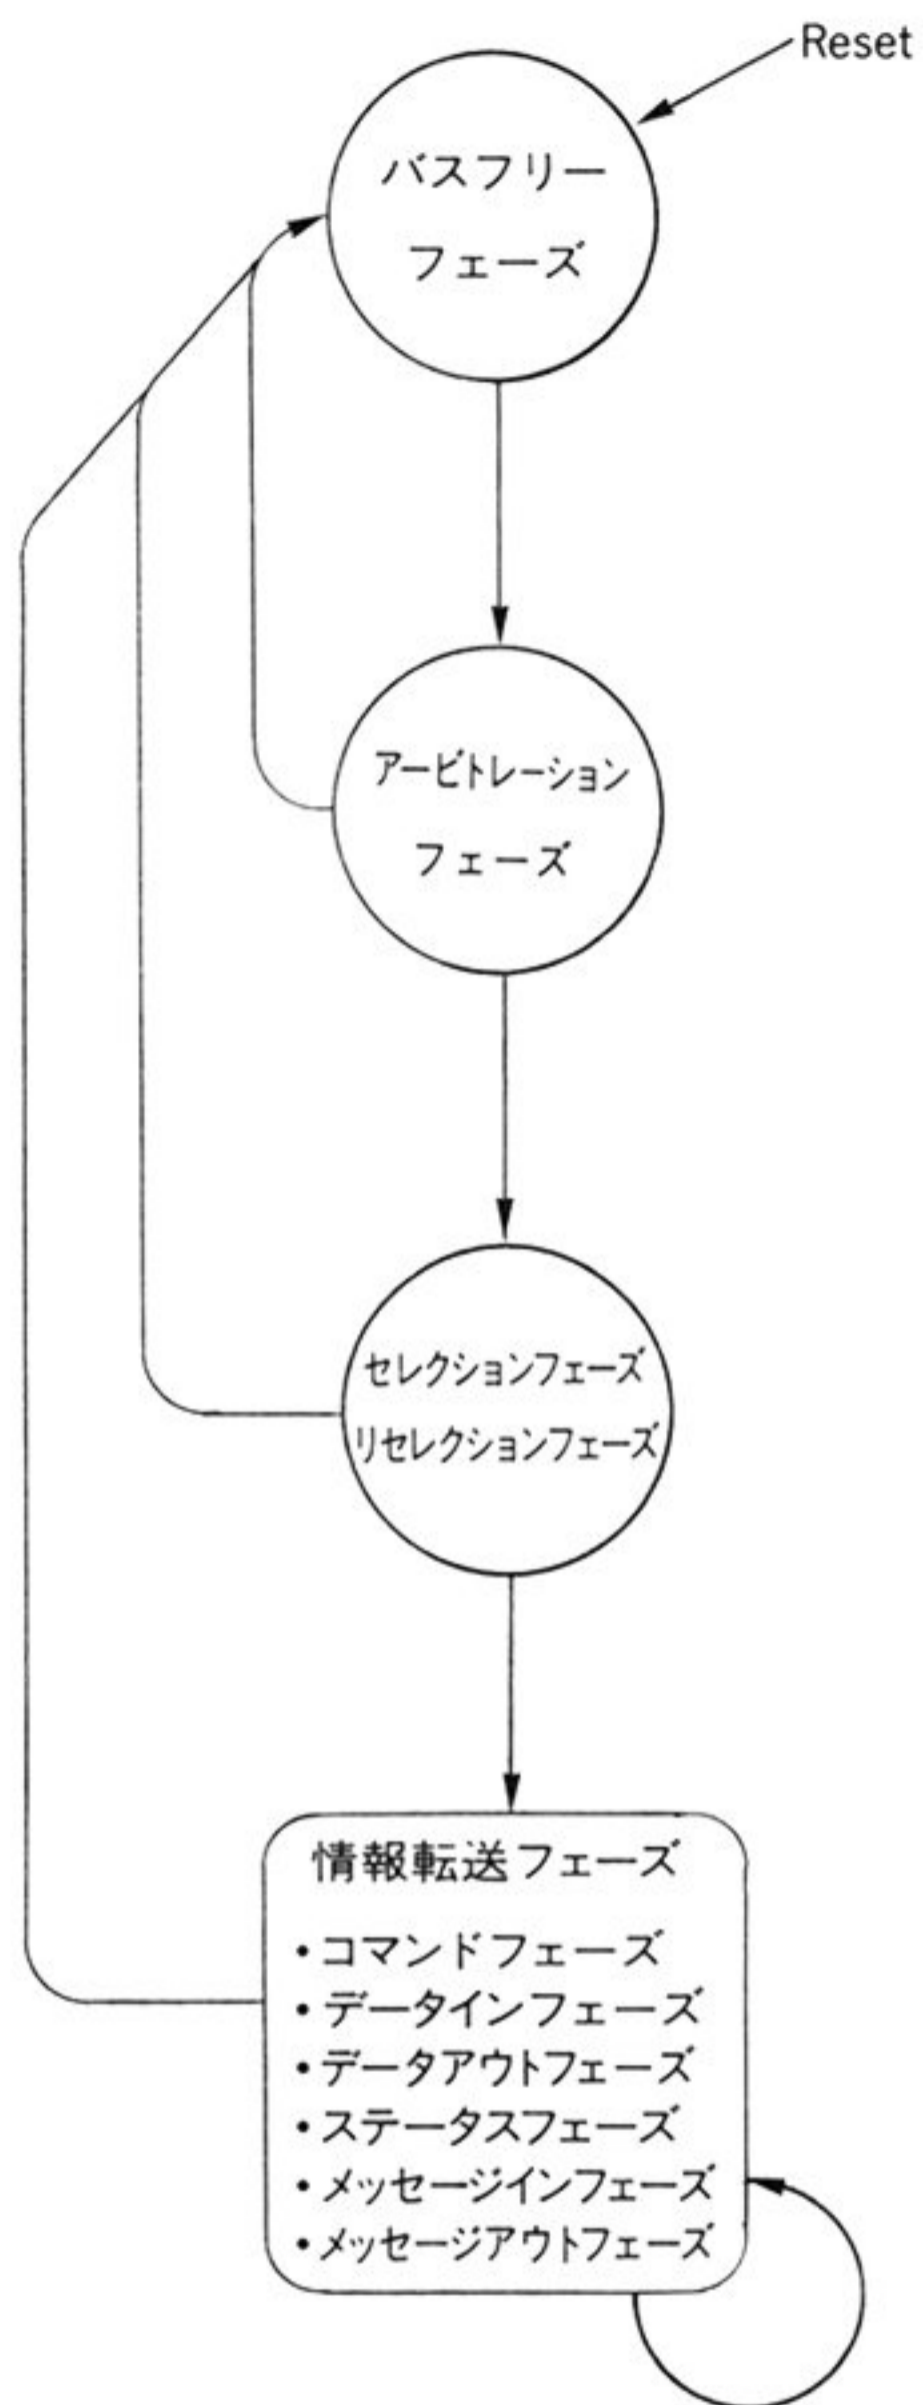 Reset
バスフリー
フェーズ
アービトレーション
フェーズ
セレクションフェーズ
リセレクションフェーズ
情報転送フェーズ
・コマンドフェーズ
・データインフェーズ
・データアウトフェーズ
・ステータスフェーズ
・メッセージインフェーズ
・メッセージアウトフェーズ